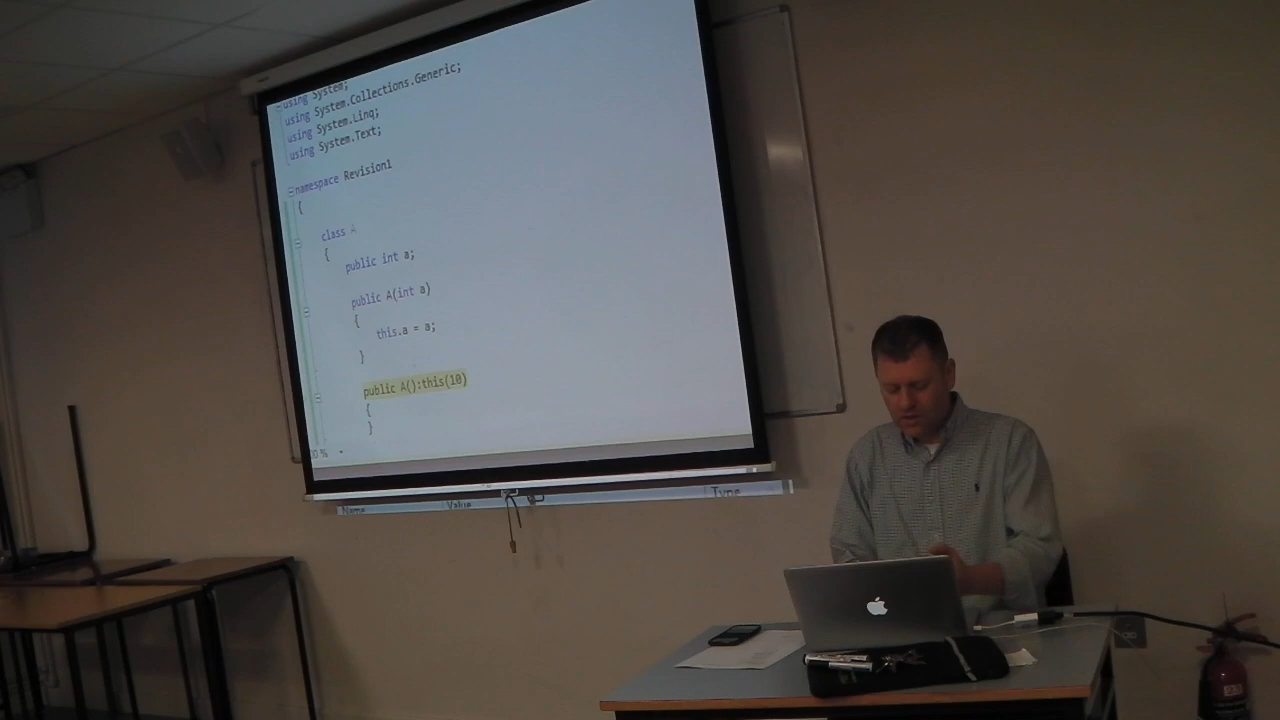 using System;
using System.Collections.Generic;
using System.Linq;
using System.Text;
namespace Revision1
{
class A
{
public int a;
public A(int a)
{
this.a = a;
}
public A():this(10)
{
}
Name Value Type